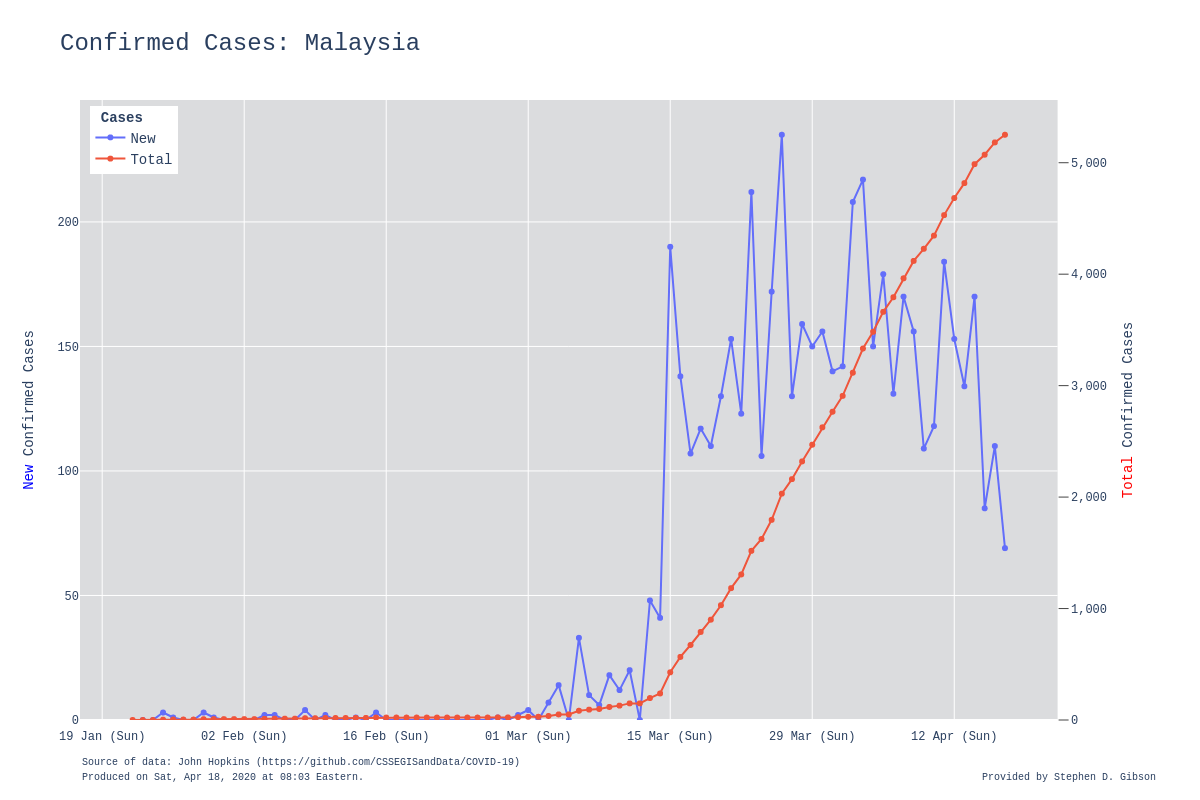 Confirmed Cases: Malaysia
Cases
New
Total
200
150
100
50
0
New Confirmed Cases
5,000
4,000
3,000
2,000
1,000
0
Total Confirmed Cases
19 Jan (Sun)
02 Feb (Sun)
16 Feb (Sun)
01 Mar (Sun)
15 Mar (Sun)
29 Mar (Sun)
12 Apr (Sun)
Source of data: John Hopkins (https://github.com/CSSEGISandData/COVID-19)
Produced on Sat, Apr 18, 2020 at 08:03 Eastern.
Provided by Stephen D. Gibson